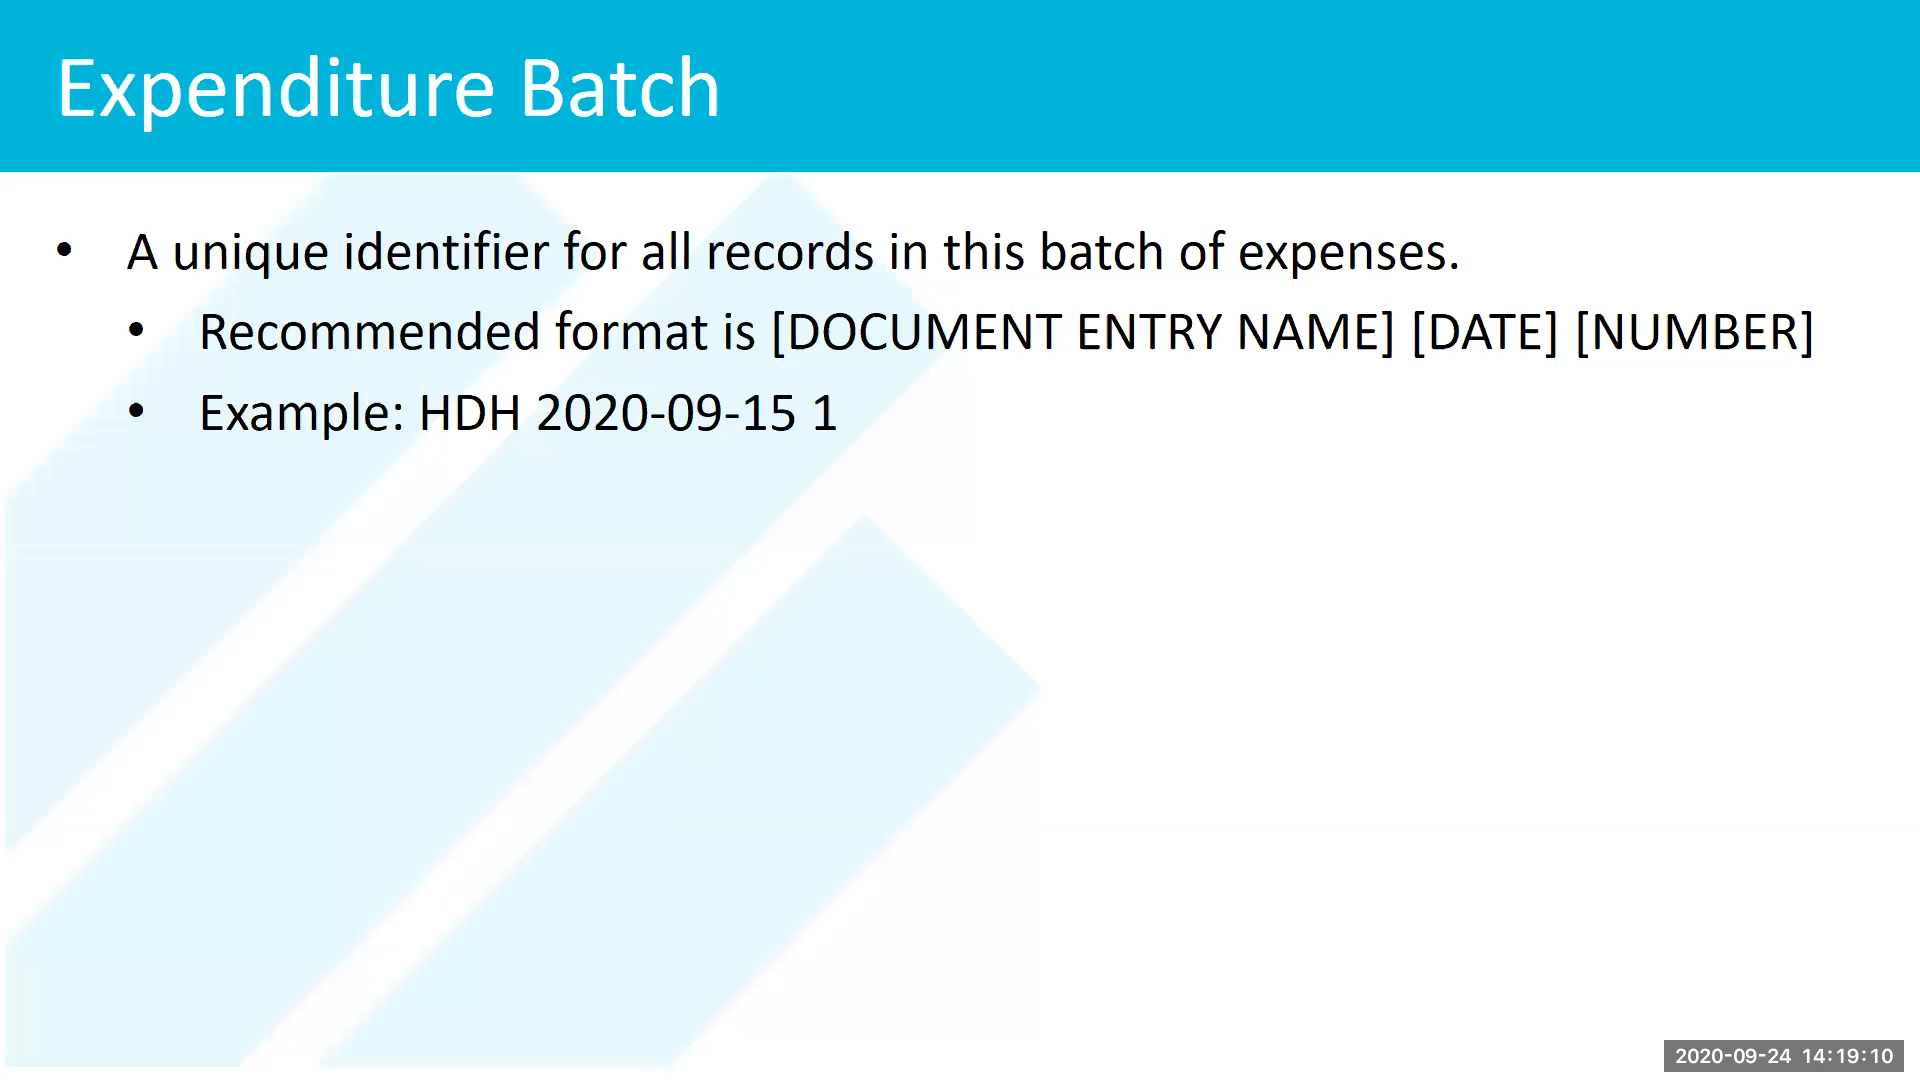 Expenditure Batch
• A unique identifier for all records in this batch of expenses.
• Recommended format is [DOCUMENT ENTRY NAME] [DATE] [NUMBER]
• Example: HDH 2020-09-15 1
2020-09-24 14:19:10